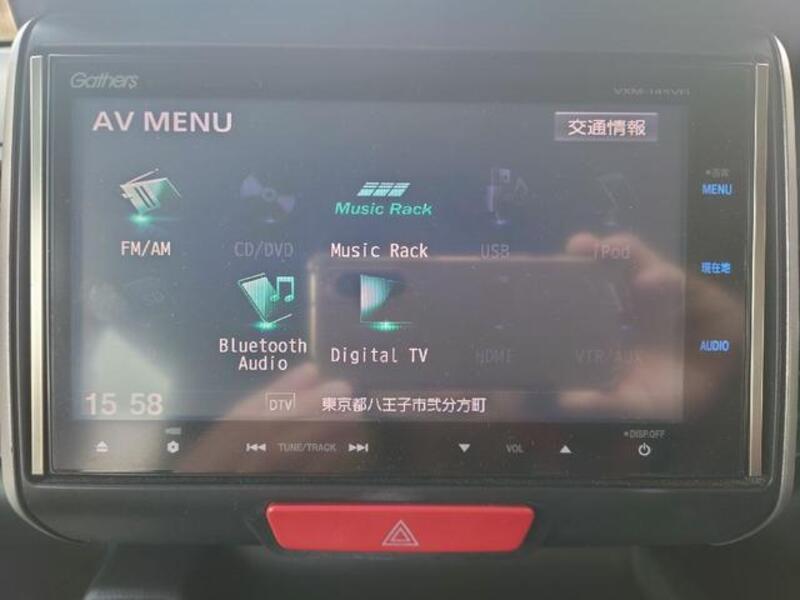 Gathers
VXM-145VFi
AV MENU
交通情報
画質
MENU
FM/AM
CD/DVD
Music Rack
Music Rack
USB
iPod
現在地
Bluetooth
Audio
Digital TV
HDMI
VTR/AUX
AUDIO
15 58
DTV
東京都八王子市弐分方町
TUNE/TRACK
VOL
DISP.OFF